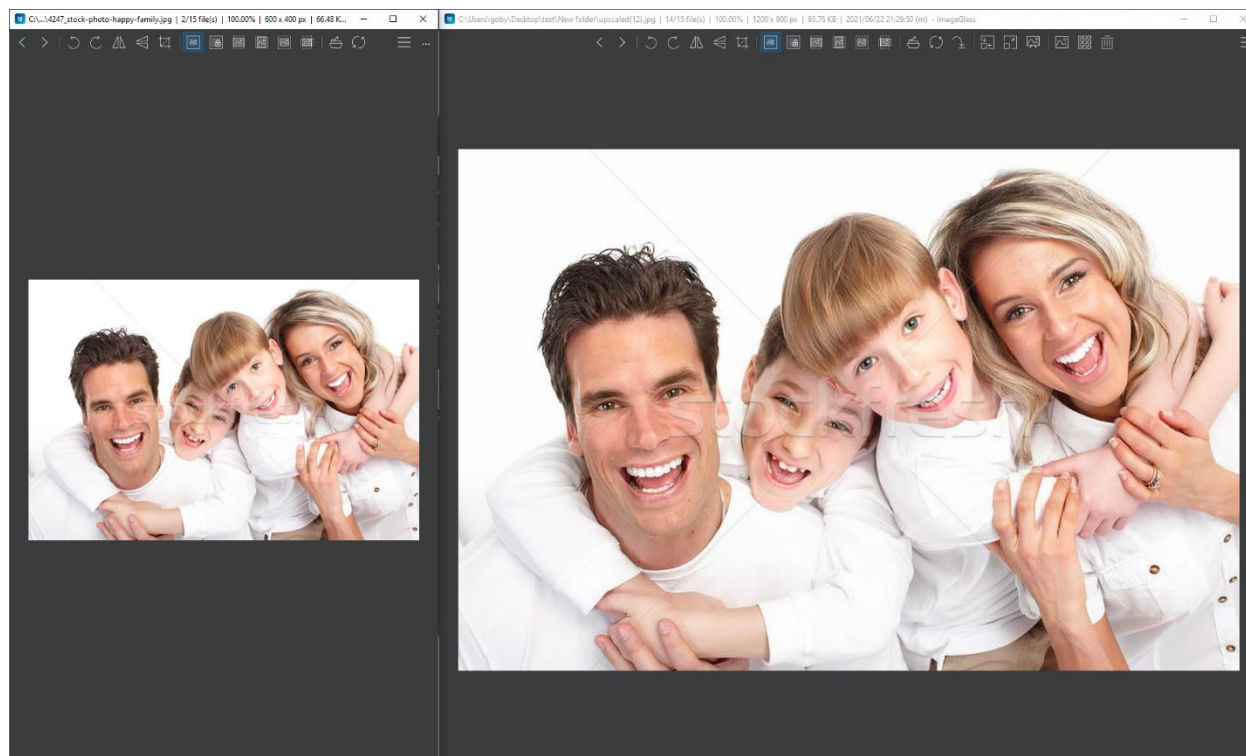 C:\...\4247_stock-photo-happy-family.jpg | 2/15 file(s) | 100.00% | 600 x 400 px | 66.48 K...
C:\Users\goby\Desktop\test\New folder\upscaled(12).jpg | 14/15 file(s) | 100.00% | 1200 x 800 px | 93.76 KB | 2021/06/22 21:29:50 (m) - ImageGlass
stockfresh